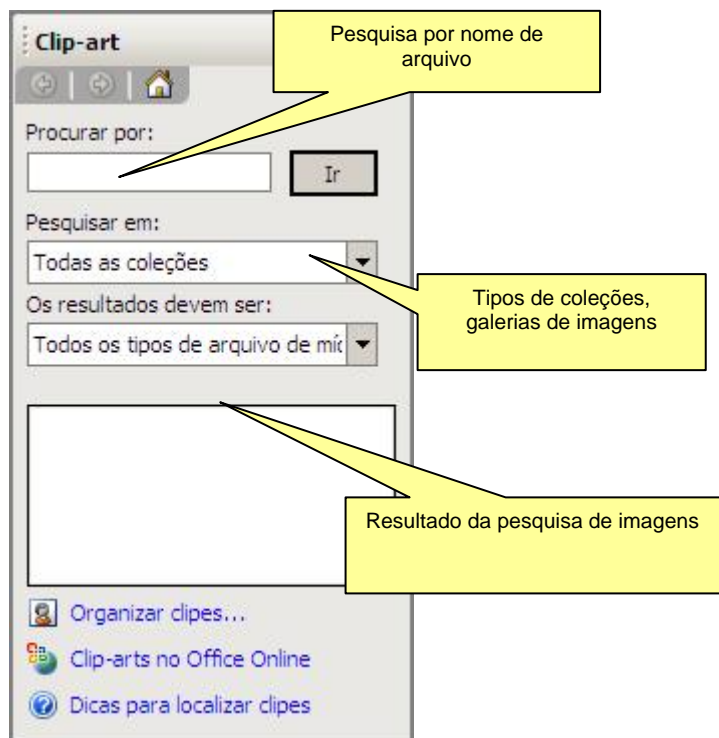 Clip-art
Pesquisa por nome de
arquivo
Procurar por:
Ir
Pesquisar em:
Todas as coleções
Tipos de coleções,
galerias de imagens
Os resultados devem ser:
Todos os tipos de arquivo de míc
Resultado da pesquisa de imagens
Organizar clipes...
Clip-arts no Office Online
Dicas para localizar clipes